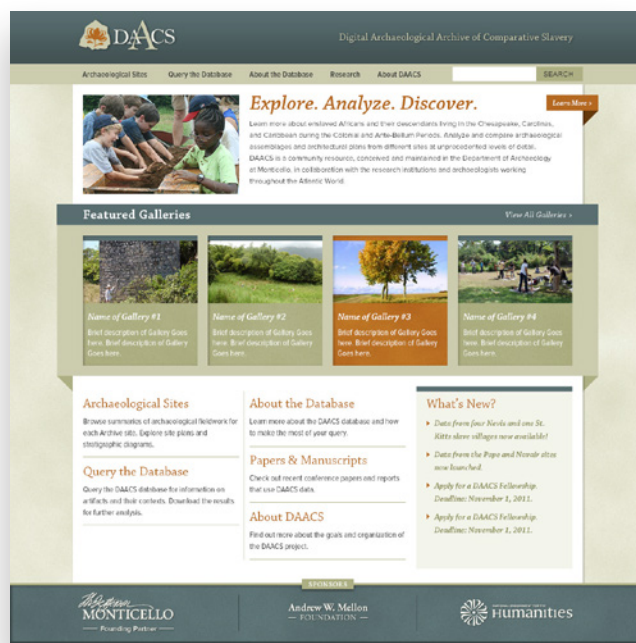 DAACS
Digital Archaeological Archive of Comparative Slavery
Archaeological Sites Query the Database About the Database Research About DAACS SEARCH
Explore. Analyze. Discover.
Learn More >
Learn more about enslaved Africans and their descendants living in the Chesapeake, Carolinas,
and Caribbean during the Colonial and Ante-Bellum Periods. Analyze and compare archaeological
assemblages and architectural plans from different sites at unprecedented levels of detail.
DAACS is a community resource, conceived and maintained in the Department of Archaeology
at Monticello, in collaboration with the research institutions and archaeologists working
throughout the Atlantic World.
Featured Galleries
View All Galleries >
Name of Gallery #1
Brief description of Gallery Goes
here. Brief description of Gallery
Goes here.
Name of Gallery #2
Brief description of Gallery Goes
here. Brief description of Gallery
Goes here.
Name of Gallery #3
Brief description of Gallery Goes
here. Brief description of Gallery
Goes here.
Name of Gallery #4
Brief description of Gallery Goes
here. Brief description of Gallery
Goes here.
Archaeological Sites
Browse summaries of archaeological fieldwork for
each Archive site. Explore site plans and
stratigraphic diagrams.
Query the Database
Query the DAACS database for information on
artifacts and their contexts. Download the results
for further analysis.
About the Database
Learn more about the DAACS database and how
to make the most of your query.
Papers & Manuscripts
Check out recent conference papers and reports
that use DAACS data.
About DAACS
Find out more about the goals and organization of
the DAACS project.
What's New?
Data from four Nevis and one St.
Kitts slave villages now available!
Data from the Papo and Navair sites
now launched.
Apply for a DAACS Fellowship.
Deadline: November 1, 2011.
Apply for a DAACS Fellowship.
Deadline: November 1, 2011.
SPONSORS
MONTICELLO
Founding Partner
Andrew W. Mellon
FOUNDATION
HUMANITIES